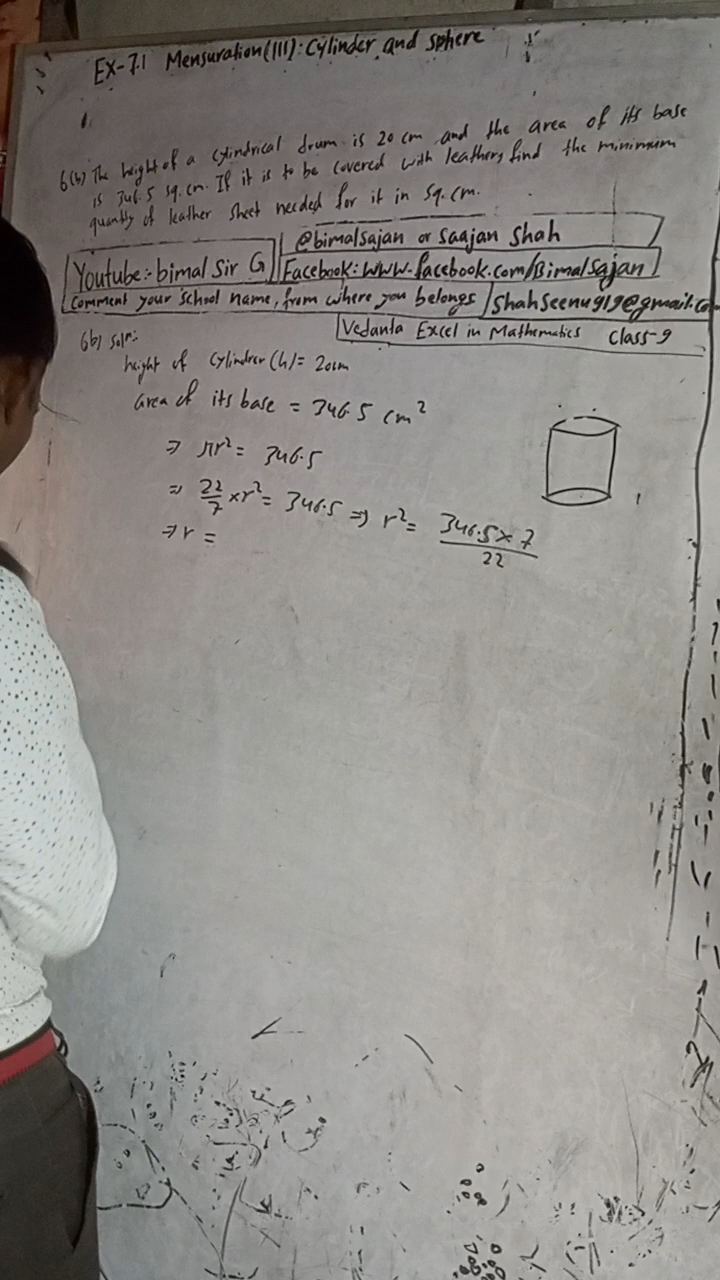 Ex-7.1 Mensuration(III): Cylinder and sphere
6(b) The height of a cylindrical drum is 20 cm and the area of its base
is 346.5 sq. cm. If it is to be covered with leathers, find the minimum
quantity of leather sheet needed for it in sq. cm.
@bimalsajan or Saajan Shah
Youtube:- bimal Sir G
Facebook: www.facebook.com/Bimalsajan
comment your school name, from where you belongs
shahseenu919@gmail.co
Vedanta Excel in Mathematics Class-9
6b) soln:
height of cylinder (h) = 20cm
area of its base = 346.5 cm²
⇒ πr² = 346.5
⇒ 22/7 × r² = 346.5 ⇒ r² = 346.5 × 7 / 22
⇒ r =